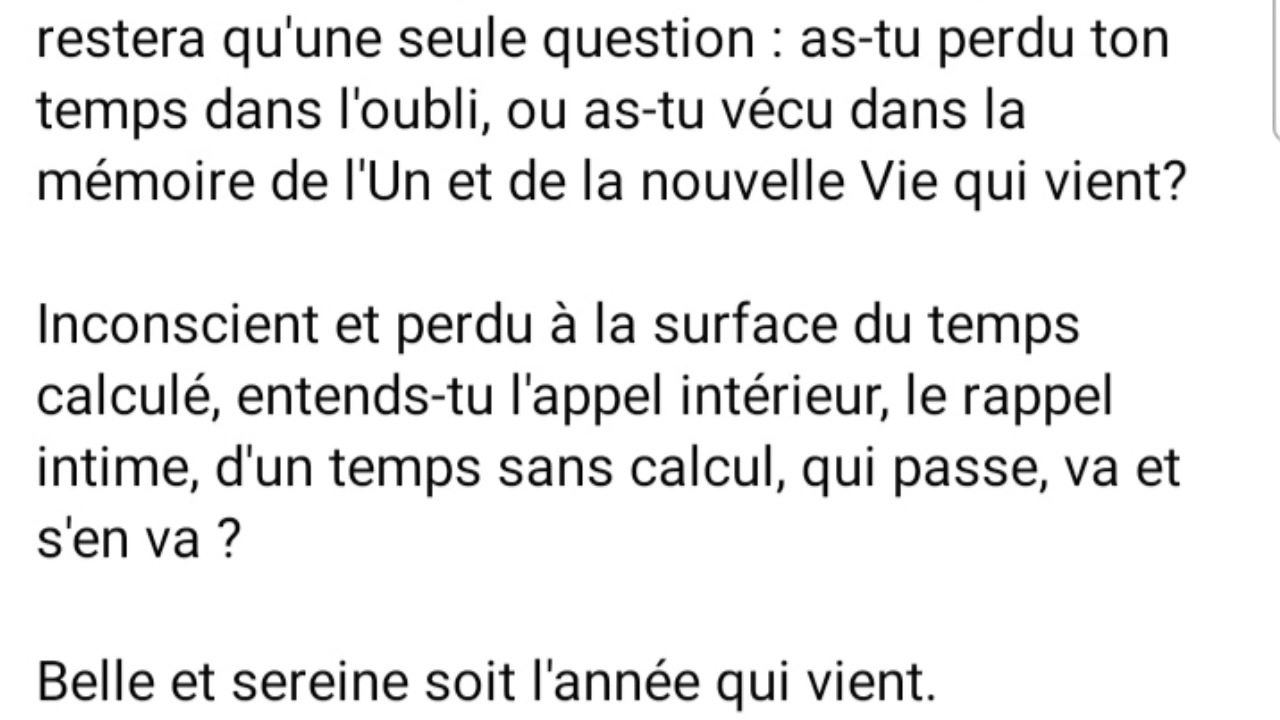 restera qu'une seule question : as-tu perdu ton
temps dans l'oubli, ou as-tu vécu dans la
mémoire de l'Un et de la nouvelle Vie qui vient?
Inconscient et perdu à la surface du temps
calculé, entends-tu l'appel intérieur, le rappel
intime, d'un temps sans calcul, qui passe, va et
s'en va ?
Belle et sereine soit l'année qui vient.